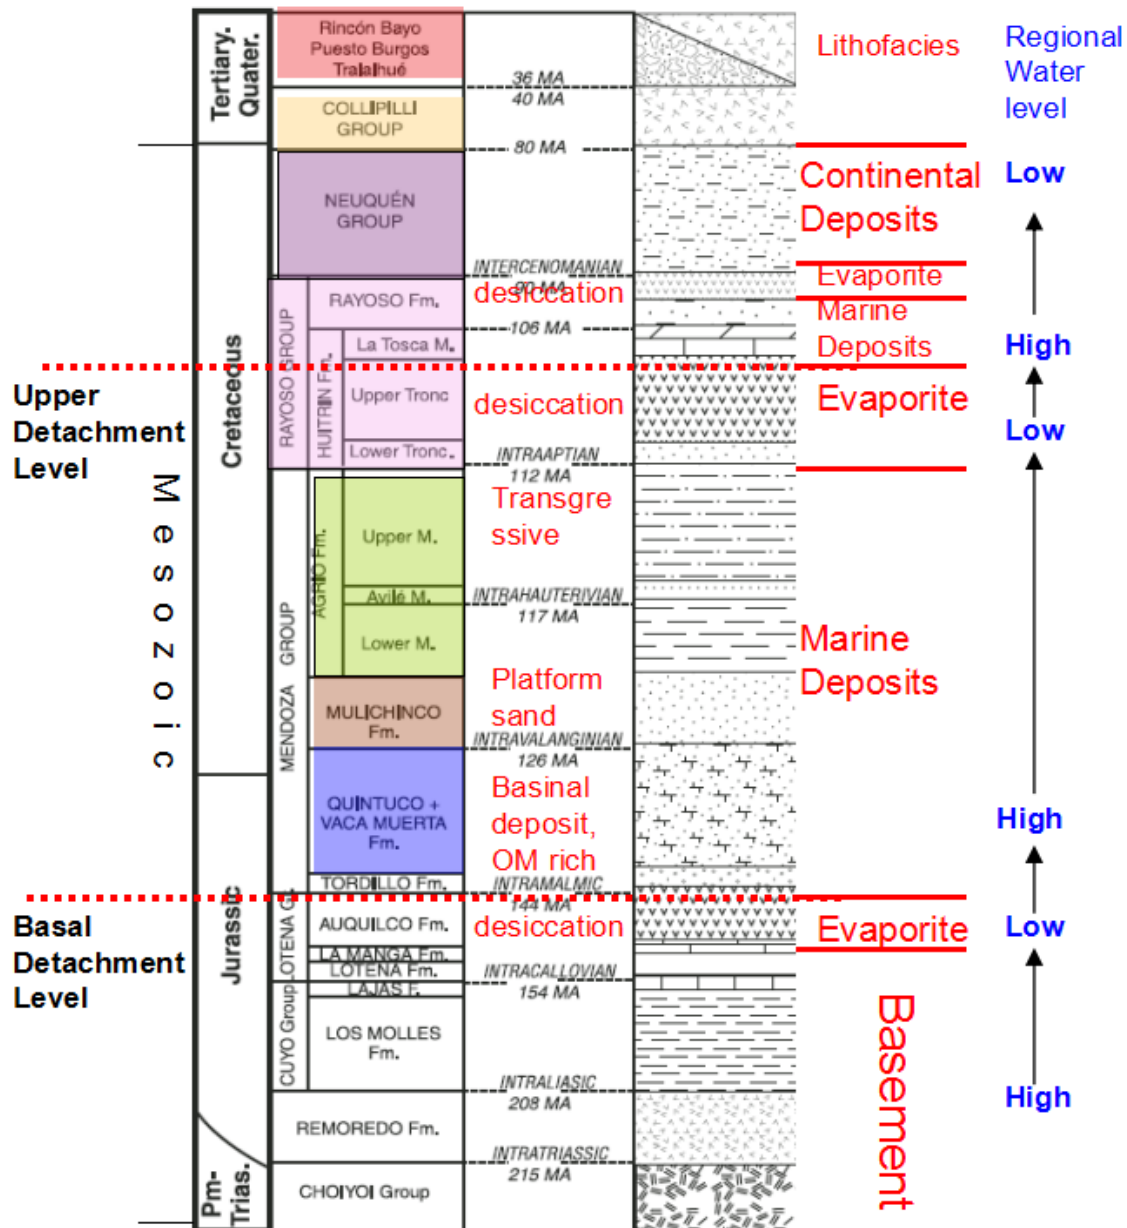 Tertiary.
Quater.
Rincón Bayo
Puesto Burgos
Tralalhué
36 MA
40
COLLIPILLI
GROUP
80 MA
NEUQUÉN
GROUP
INTERCENOMANIAN
90 MA
desiccation
RAYOSO GROUP
RAYOSO Fm.
106 MA
HUITRIN Fm.
La Tosca M.
Upper Tronc
desiccation
Lower Tronc.
INTRAAPTIAN
112 MA
Cretaceous
Upper
Detachment
Level
Mesozoic
MENDOZA GROUP
AGRIO Fm.
Transgre
ssive
Upper M.
Avilé M.
INTRAHAUTERIVIAN
117 MA
Lower M.
Platform
sand
MULICHINCO
Fm.
INTRAVALANGINIAN
126 MA
QUINTUCO +
VACA MUERTA
Fm.
Basinal
deposit,
OM rich
TORDILLO Fm.
INTRAMALMIC
144 MA
Jurassic
Basal
Detachment
Level
LOTENA G.
AUQUILCO Fm.
desiccation
LA MANGA Fm.
LOTENA Fm.
INTRACALLOVIAN
154 MA
CUYO Group
LAJAS F.
LOS MOLLES
Fm.
INTRALIASIC
208 MA
REMOREDO Fm.
INTRATRIASSIC
215 MA
Pm-
Trias.
CHOIYOI Group
Lithofacies
Continental
Deposits
Evaporite
Marine
Deposits
Evaporite
Marine
Deposits
Evaporite
Basement
Regional
Water
level
Low
High
Low
High
Low
High